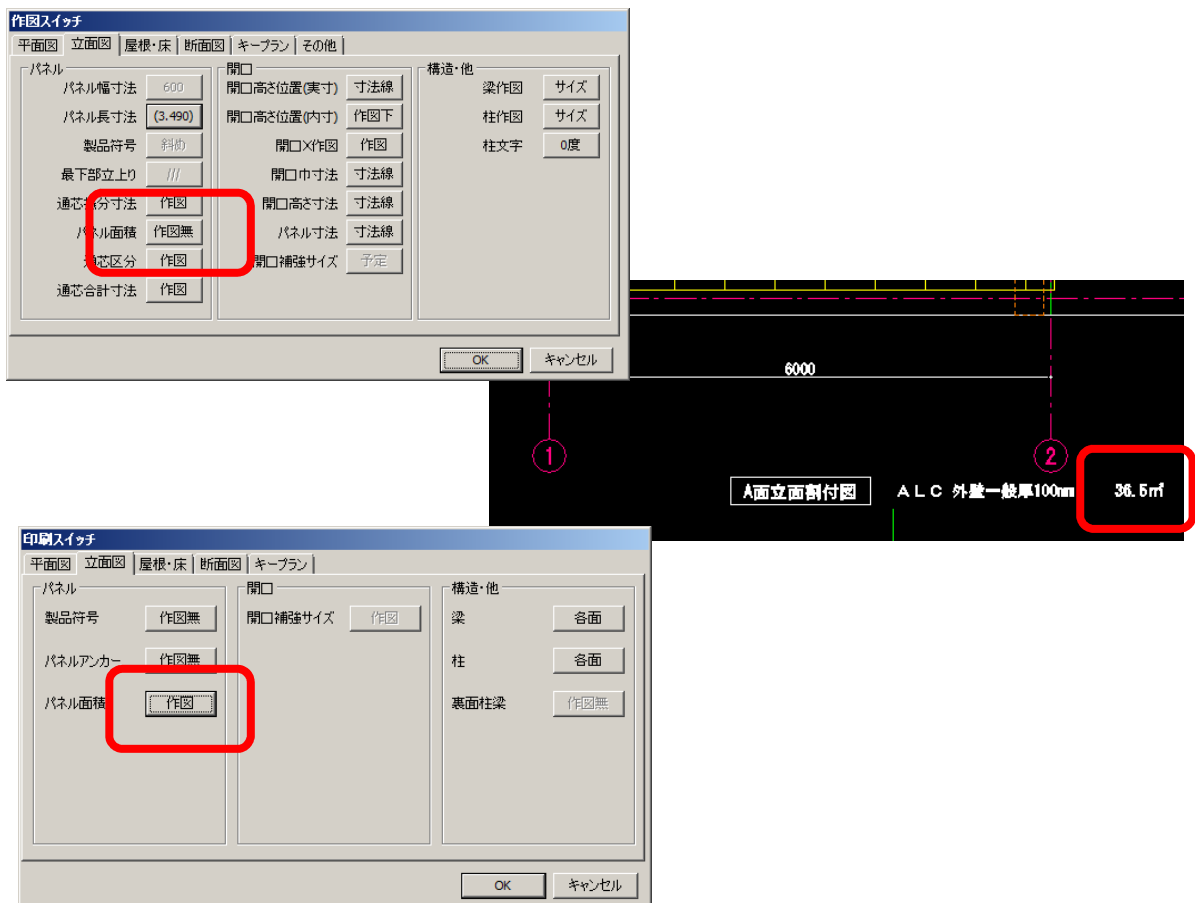 作図スイッチ
平面図 立面図 屋根・床 断面図 キープラン その他
パネル
パネル幅寸法 600
パネル長寸法 (3.490)
製品符号 斜め
最下部立上り ///
通芯 分寸法 作図
パネル面積 作図無
通芯区分 作図
通芯合計寸法 作図
開口
開口高さ位置(実寸) 寸法線
開口高さ位置(内寸) 作図下
開口X作図 作図
開口巾寸法 寸法線
開口高さ寸法 寸法線
パネル寸法 寸法線
開口補強サイズ 予定
構造・他
梁作図 サイズ
柱作図 サイズ
柱文字 0度
OK キャンセル
6000
1 2
A面立面割付図 ALC 外壁一般厚100mm 36.5㎡
印刷スイッチ
平面図 立面図 屋根・床 断面図 キープラン
パネル
製品符号 作図無
パネルアンカー 作図無
パネル面積 作図
開口
開口補強サイズ 作図
構造・他
梁 各面
柱 各面
裏面柱梁 作図無
OK キャンセル